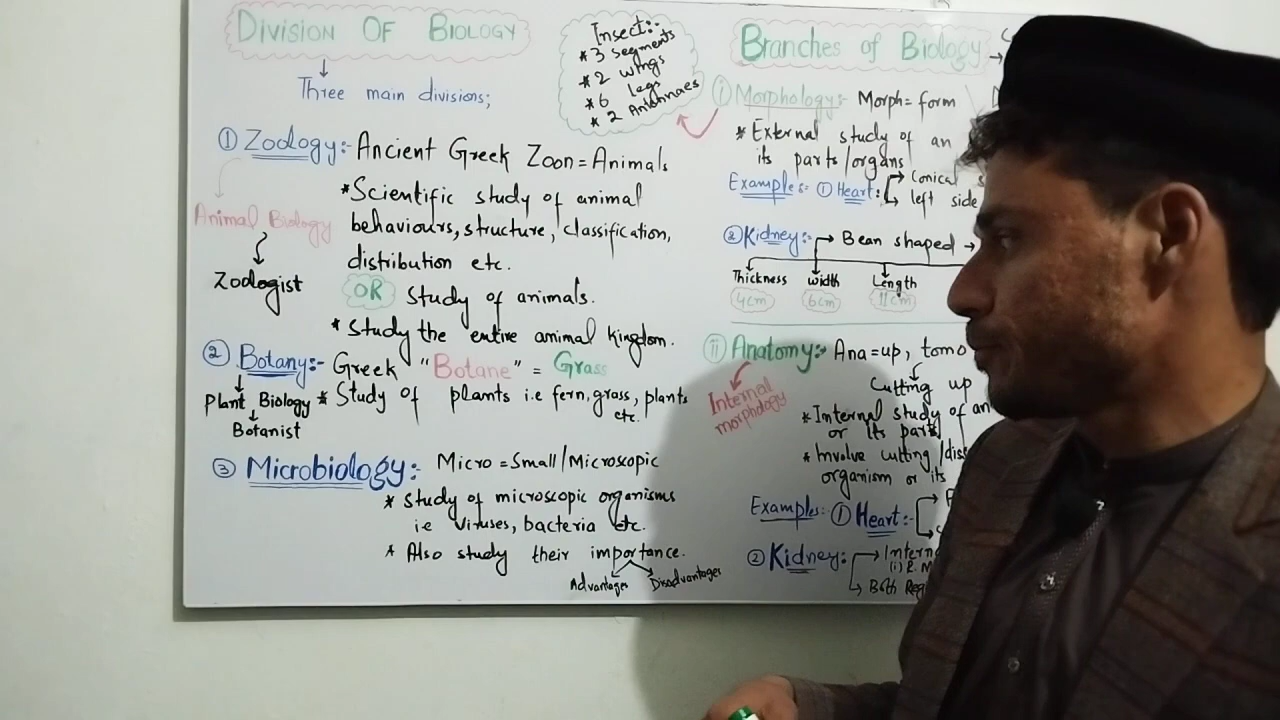 Division Of Biology
Three main divisions;
① Zoology:- Ancient Greek Zoon = Animals
Animal Biology
Zoologist
* Scientific study of animal
behaviours, structure, classification,
distribution etc.
OR Study of animals.
* Study the entire animal kingdom.
② Botany:- Greek "Botane" = Grass
Plant Biology
Botanist
* Study of plants i.e fern, grass, plants
etc.
③ Microbiology:- Micro = Small/Microscopic
* Study of microscopic organisms
i.e Viruses, bacteria etc.
* Also study their importance.
Advantages Disadvantages
Insect:-
* 3 segments
* 2 wings
* 6 legs
* 2
Branches of Biology
i Morphology:- Morph = form
* External study of an
its parts/organs
Examples:- ① Heart: Conical
left side
② Kidney:- Bean shaped
Thickness Width Length
4cm 6cm 11cm
ii Anatomy:- Ana = up, tomo
Cutting up
Internal
morphology
* Internal study of an
or its parts
* Involve cutting/diss
organism or its
Examples:- ① Heart:-
② Kidney: Intern
(i) R.M
Both Reg